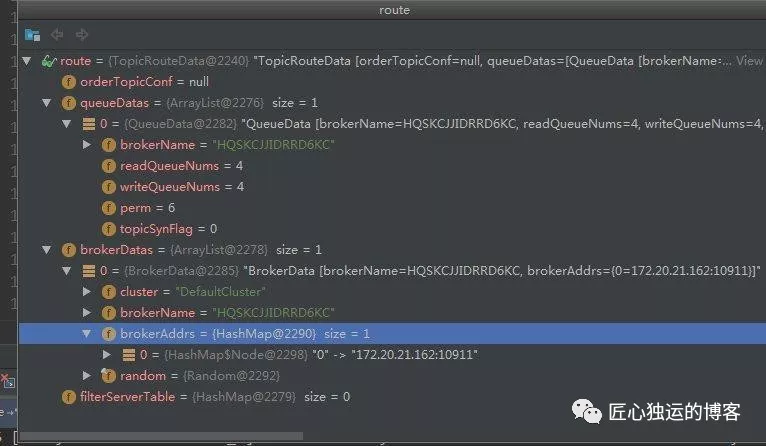 route
route = {TopicRouteData@2240} "TopicRouteData [orderTopicConf=null, queueDatas=[QueueData [brokerName=... View
orderTopicConf = null
queueDatas = {ArrayList@2276} size = 1
0 = {QueueData@2282} "QueueData [brokerName=HQSKCJJIDRRD6KC, readQueueNums=4, writeQueueNums=4,
brokerName = "HQSKCJJIDRRD6KC"
readQueueNums = 4
writeQueueNums = 4
perm = 6
topicSynFlag = 0
brokerDatas = {ArrayList@2278} size = 1
0 = {BrokerData@2285} "BrokerData [brokerName=HQSKCJJIDRRD6KC, brokerAddrs={0=172.20.21.162:10911}]"
cluster = "DefaultCluster"
brokerName = "HQSKCJJIDRRD6KC"
brokerAddrs = {HashMap@2290} size = 1
0 = {HashMap$Node@2298} "0" -> "172.20.21.162:10911"
random = {Random@2292}
filterServerTable = {HashMap@2279} size = 0
匠心独运的博客